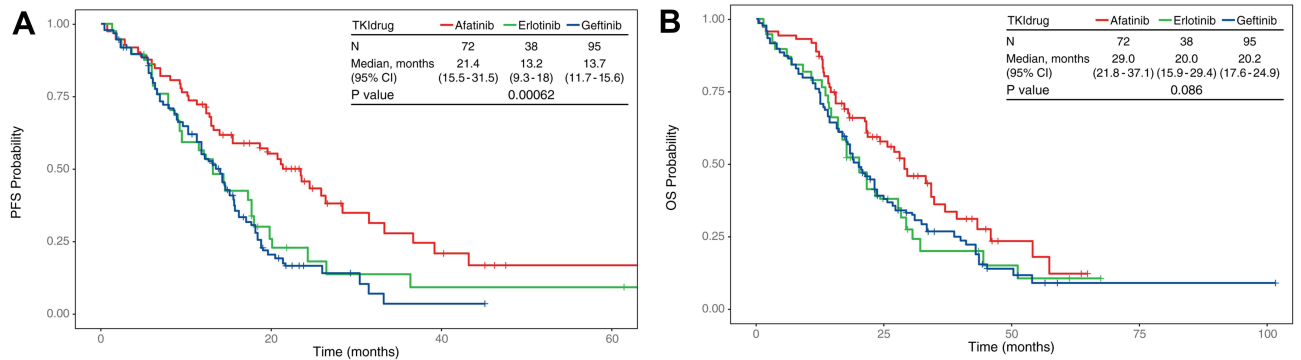 A
TKIdrug Afatinib Erlotinib Geftinib
N 72 38 95
Median, months 21.4 13.2 13.7
(95% CI) (15.5-31.5) (9.3-18) (11.7-15.6)
P value 0.00062
1.00
0.75
0.50
0.25
0.00
PFS Probability
0 20 40 60
Time (months)
B
TKIdrug Afatinib Erlotinib Geftinib
N 72 38 95
Median, months 29.0 20.0 20.2
(95% CI) (21.8-37.1) (15.9-29.4) (17.6-24.9)
P value 0.086
1.00
0.75
0.50
0.25
0.00
OS Probability
0 25 50 75 100
Time (months)